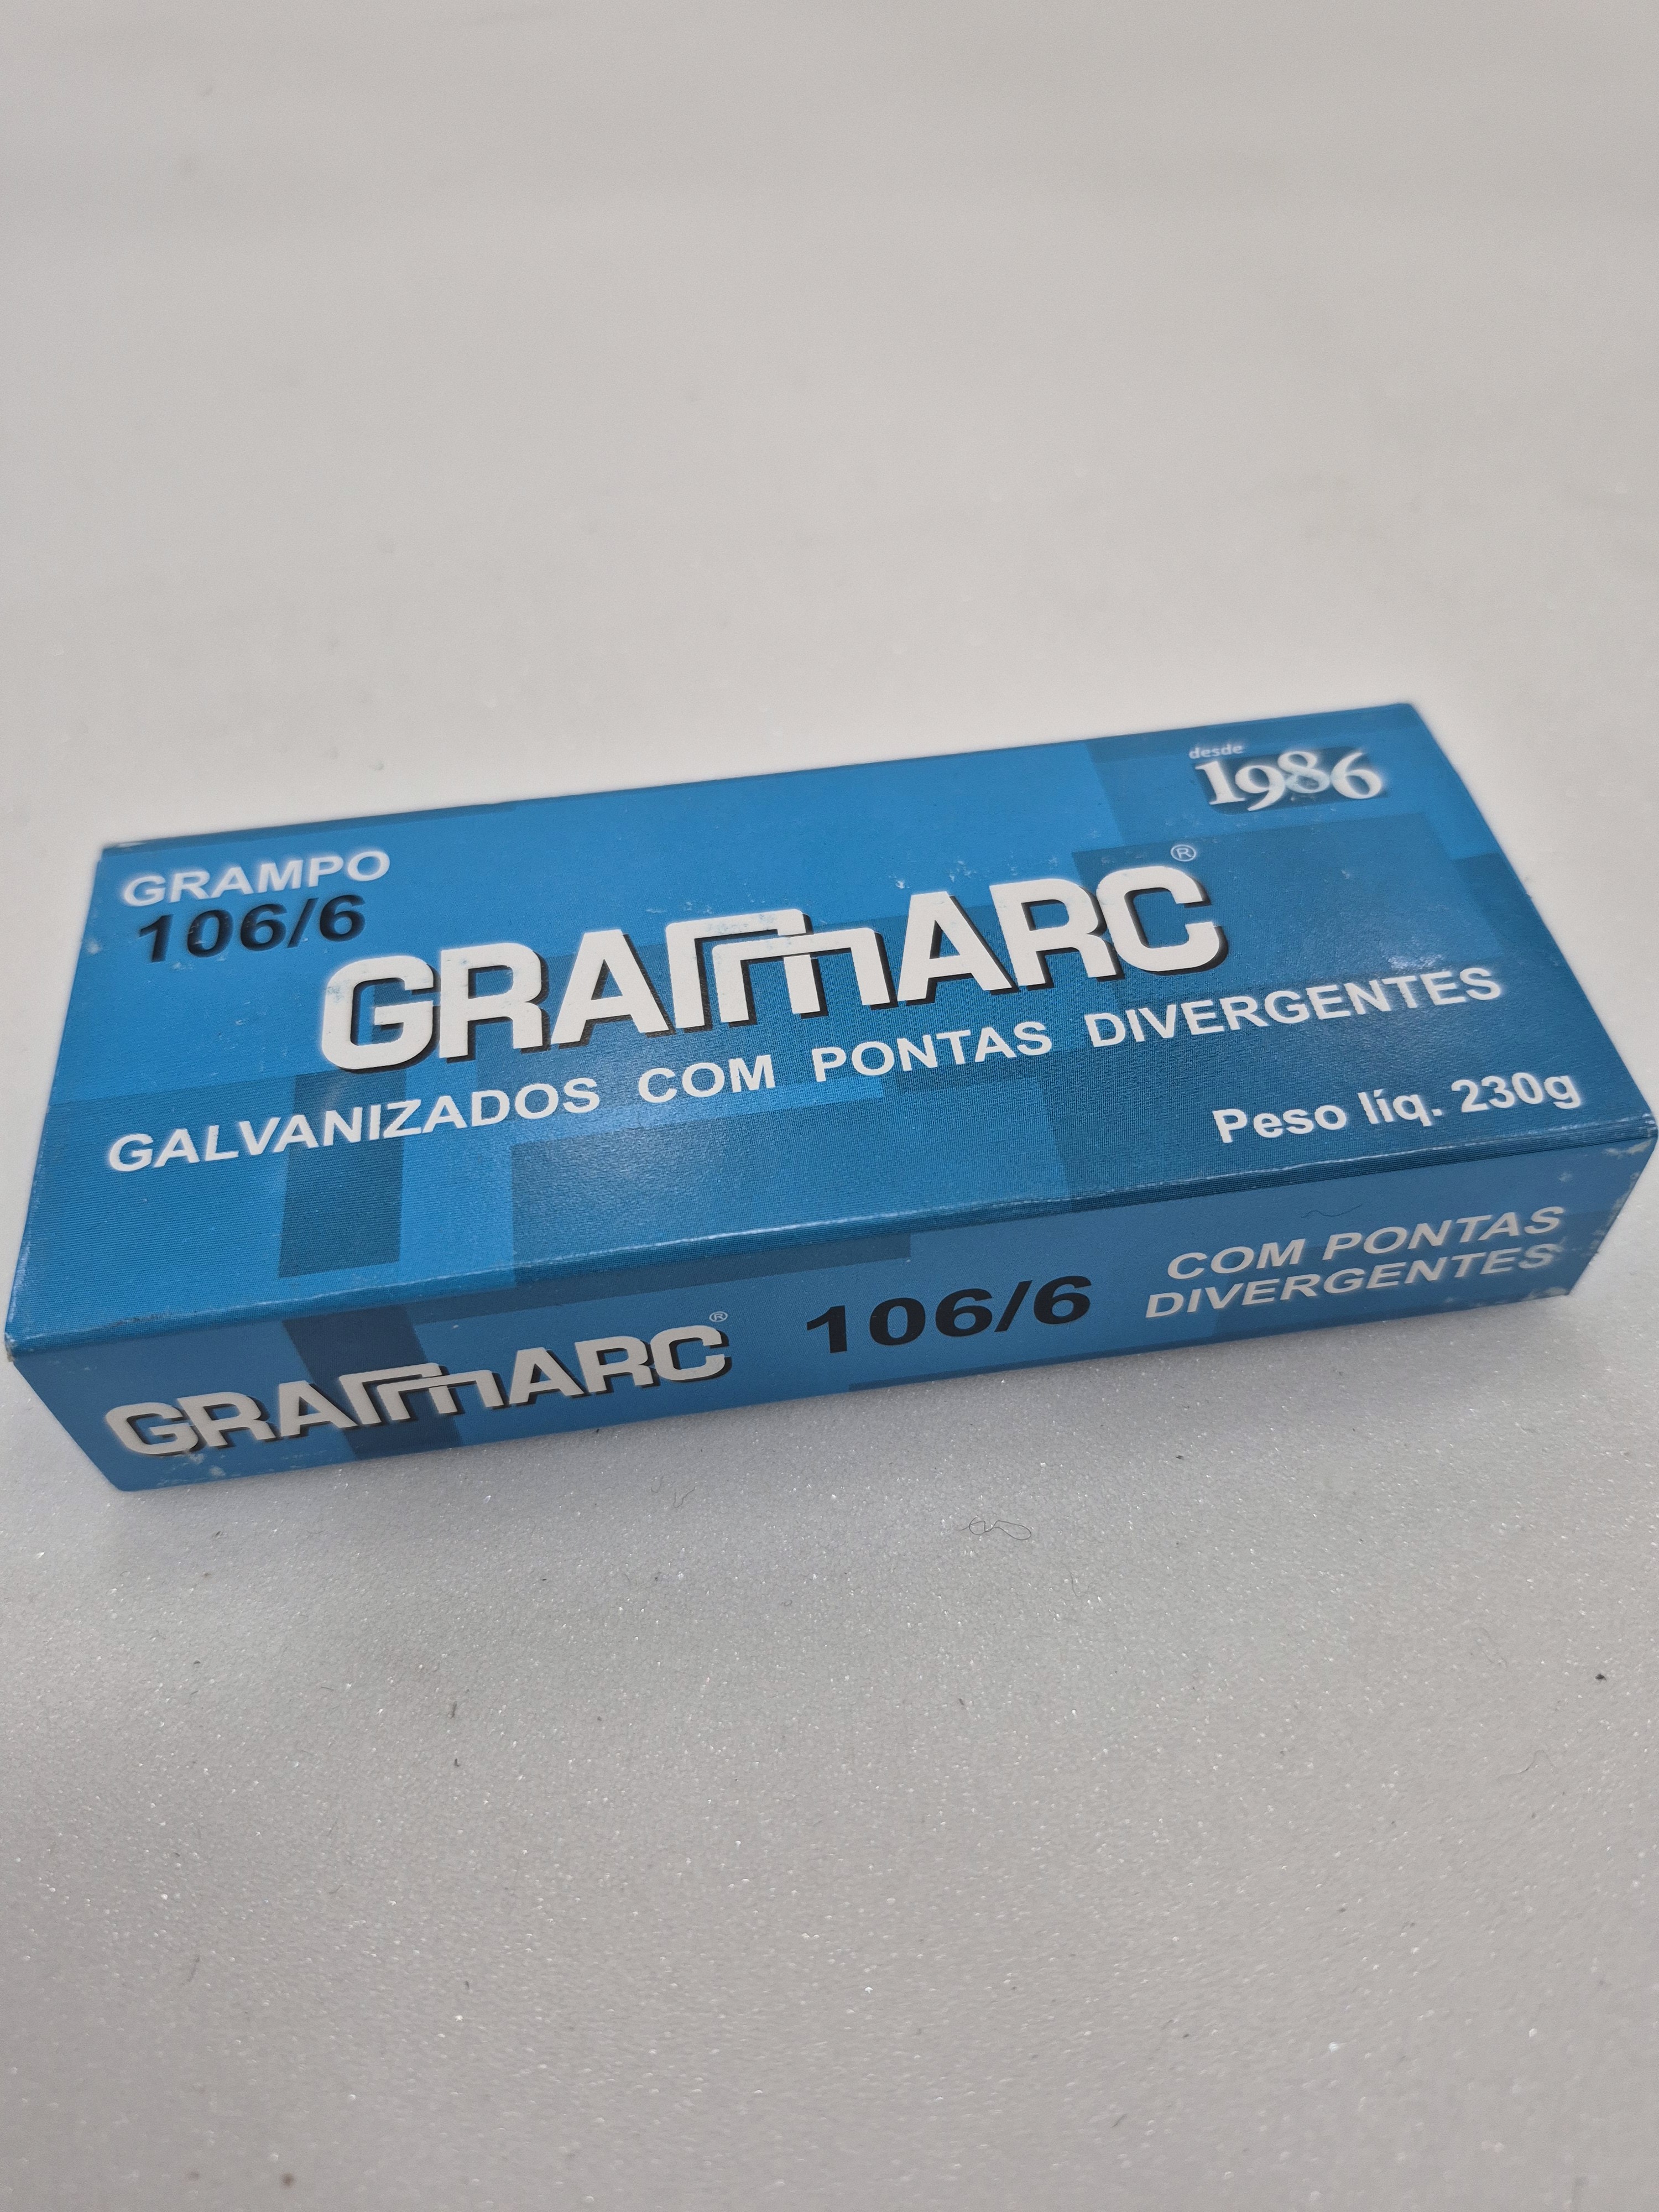 desde
1986
GRAMPO
106/6
GRAMARC®
GALVANIZADOS COM PONTAS DIVERGENTES
Peso líq. 230g
GRAMARC® 106/6
COM PONTAS
DIVERGENTES